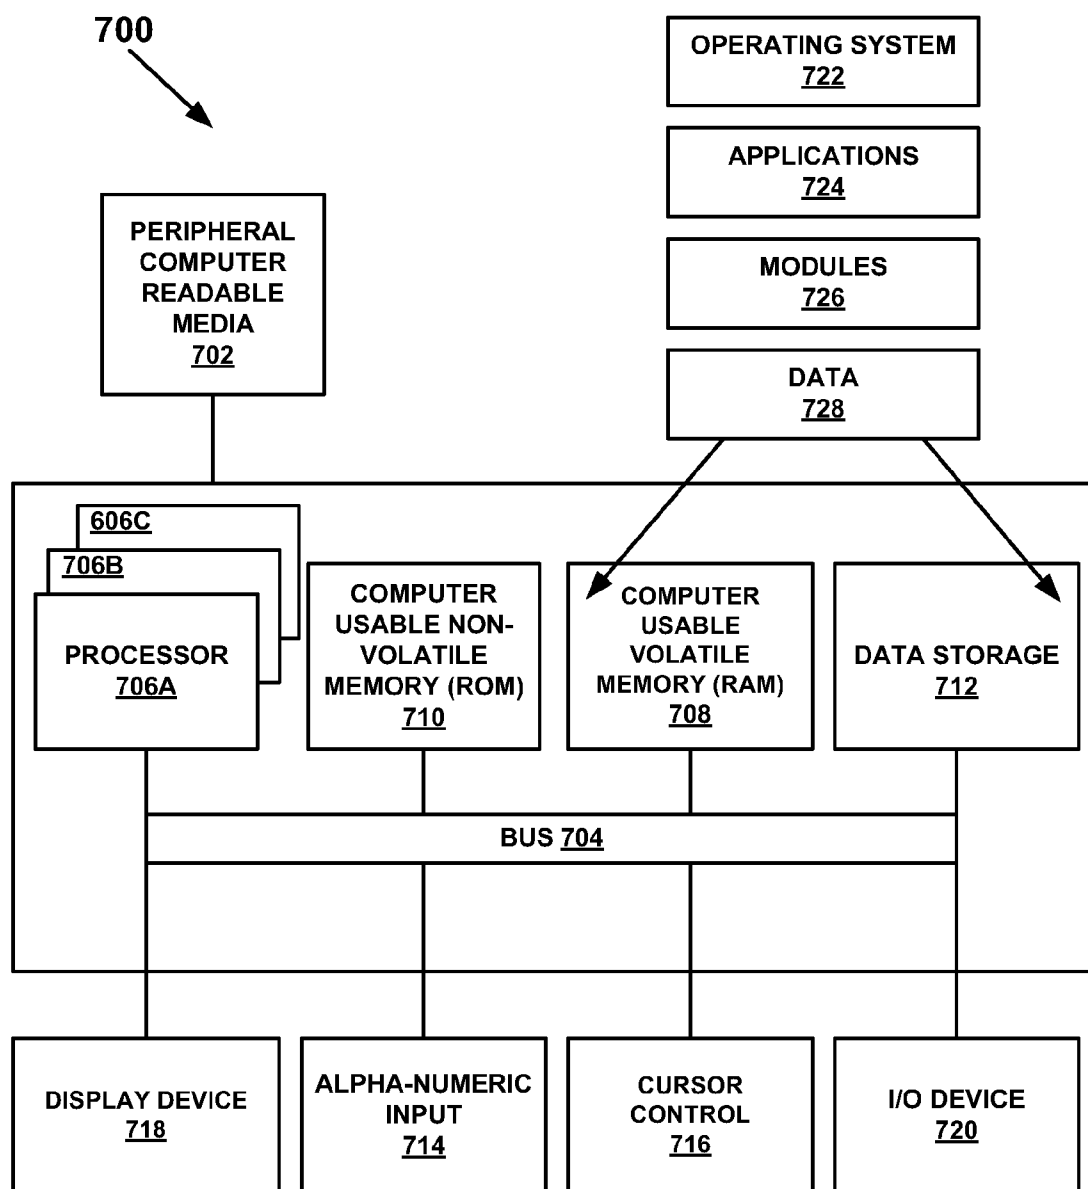 700
OPERATING SYSTEM
722
APPLICATIONS
724
MODULES
726
DATA
728
PERIPHERAL
COMPUTER
READABLE
MEDIA
702
606C
706B
PROCESSOR
706A
COMPUTER
USABLE NON-
VOLATILE
MEMORY (ROM)
710
COMPUTER
USABLE
VOLATILE
MEMORY (RAM)
708
DATA STORAGE
712
BUS 704
DISPLAY DEVICE
718
ALPHA-NUMERIC
INPUT
714
CURSOR
CONTROL
716
I/O DEVICE
720